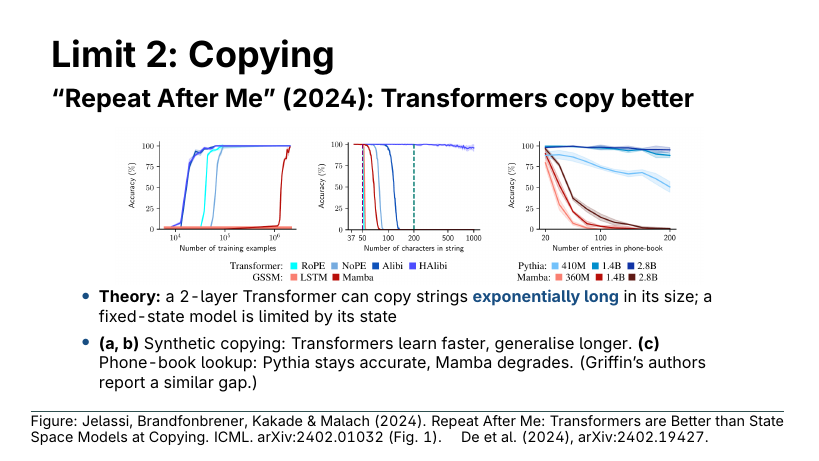 Limit 2: Copying
“Repeat After Me” (2024): Transformers copy better
Accuracy (%)
100
75
50
25
0
10⁴
10⁵
10⁶
Number of training examples
Accuracy (%)
100
75
50
25
0
37 50 100 200 500 1000
Number of characters in string
Accuracy (%)
100
75
50
25
0
20 100 200
Number of entries in phone-book
Transformer: RoPE NoPE Alibi HAlibi
GSSM: LSTM Mamba
Pythia: 410M 1.4B 2.8B
Mamba: 360M 1.4B 2.8B
• Theory: a 2-layer Transformer can copy strings exponentially long in its size; a
fixed-state model is limited by its state
• (a, b) Synthetic copying: Transformers learn faster, generalise longer. (c)
Phone-book lookup: Pythia stays accurate, Mamba degrades. (Griffin’s authors
report a similar gap.)
Figure: Jelassi, Brandfonbrener, Kakade & Malach (2024). Repeat After Me: Transformers are Better than State
Space Models at Copying. ICML. arXiv:2402.01032 (Fig. 1). De et al. (2024), arXiv:2402.19427.